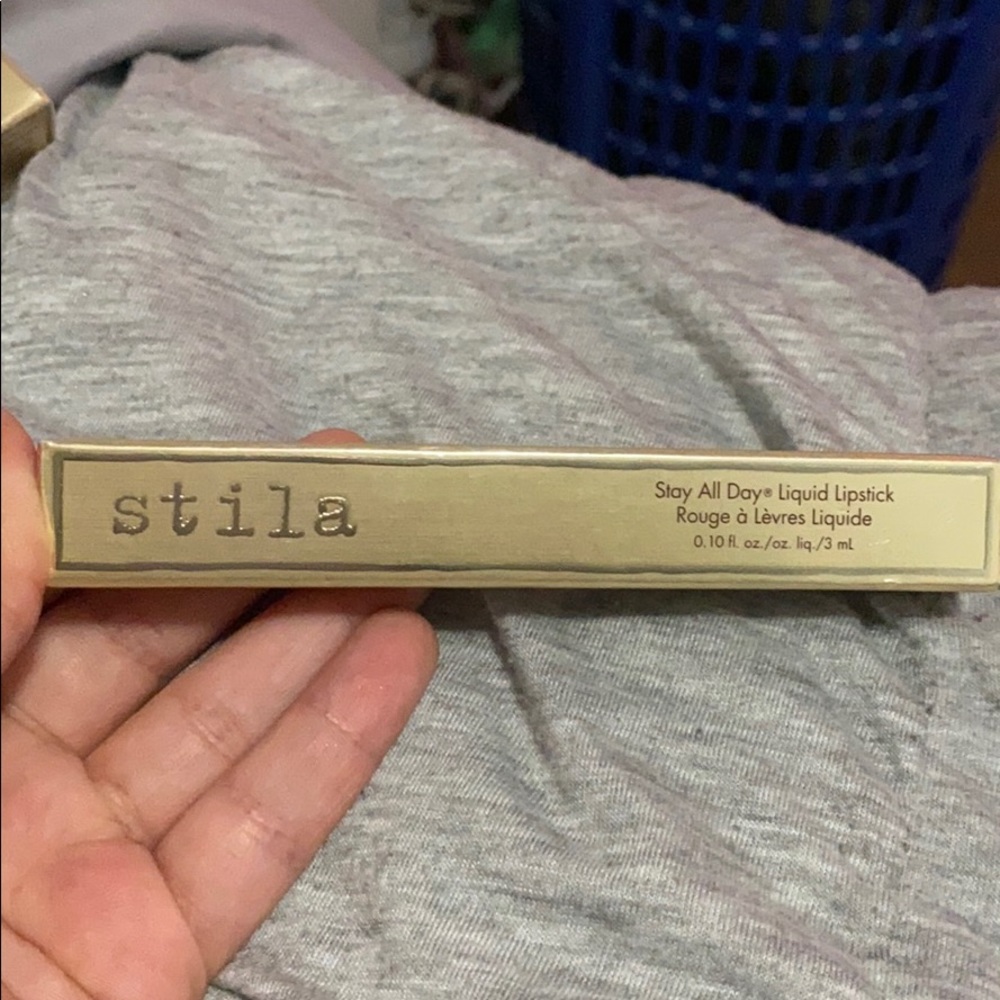 stila
Stay All Day® Liquid Lipstick
Rouge à Lèvres Liquide
0.10 fl. oz./oz. liq./3 mL